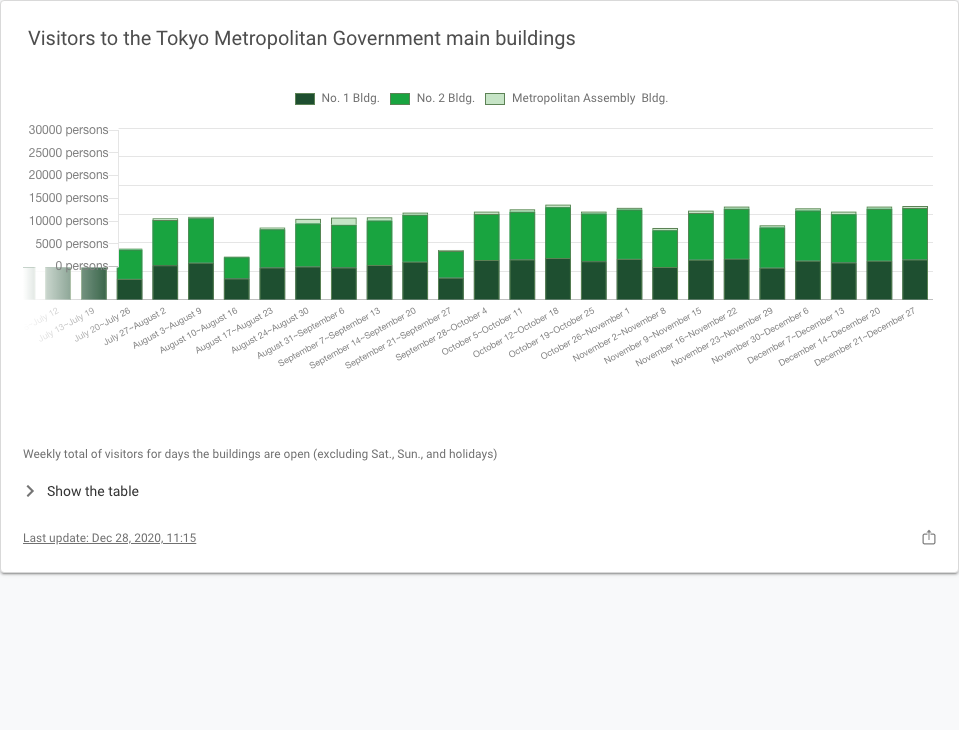 Visitors to the Tokyo Metropolitan Government main buildings
No. 1 Bldg. No. 2 Bldg. Metropolitan Assembly Bldg.
30000 persons
25000 persons
20000 persons
15000 persons
10000 persons
5000 persons
0 persons
July 12
July 13~July 19
July 20~July 26
July 27~August 2
August 3~August 9
August 10~August 16
August 17~August 23
August 24~August 30
August 31~September 6
September 7~September 13
September 14~September 20
September 21~September 27
September 28~October 4
October 5~October 11
October 12~October 18
October 19~October 25
October 26~November 1
November 2~November 8
November 9~November 15
November 16~November 22
November 23~November 29
November 30~December 6
December 7~December 13
December 14~December 20
December 21~December 27
Weekly total of visitors for days the buildings are open (excluding Sat., Sun., and holidays)
Show the table
Last update: Dec 28, 2020, 11:15